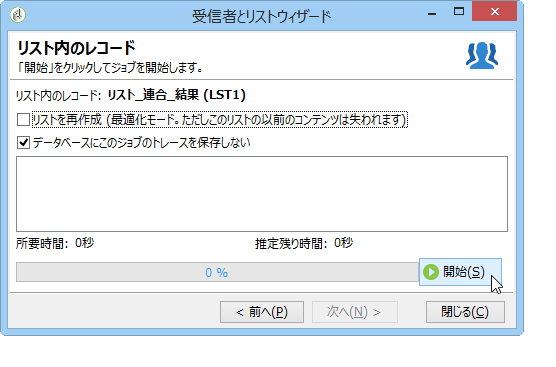 受信者とリストウィザード
リスト内のレコード
「開始」をクリックしてジョブを開始します。
リスト内のレコード: リスト_連合_結果 (LST1)
リストを再作成 (最適化モード。ただしこのリストの以前のコンテンツは失われます)
データベースにこのジョブのトレースを保存しない
所要時間: 0秒 推定残り時間: 0秒
0 % 開始(S)
< 前へ(P) 次へ(N) > 閉じる(C)